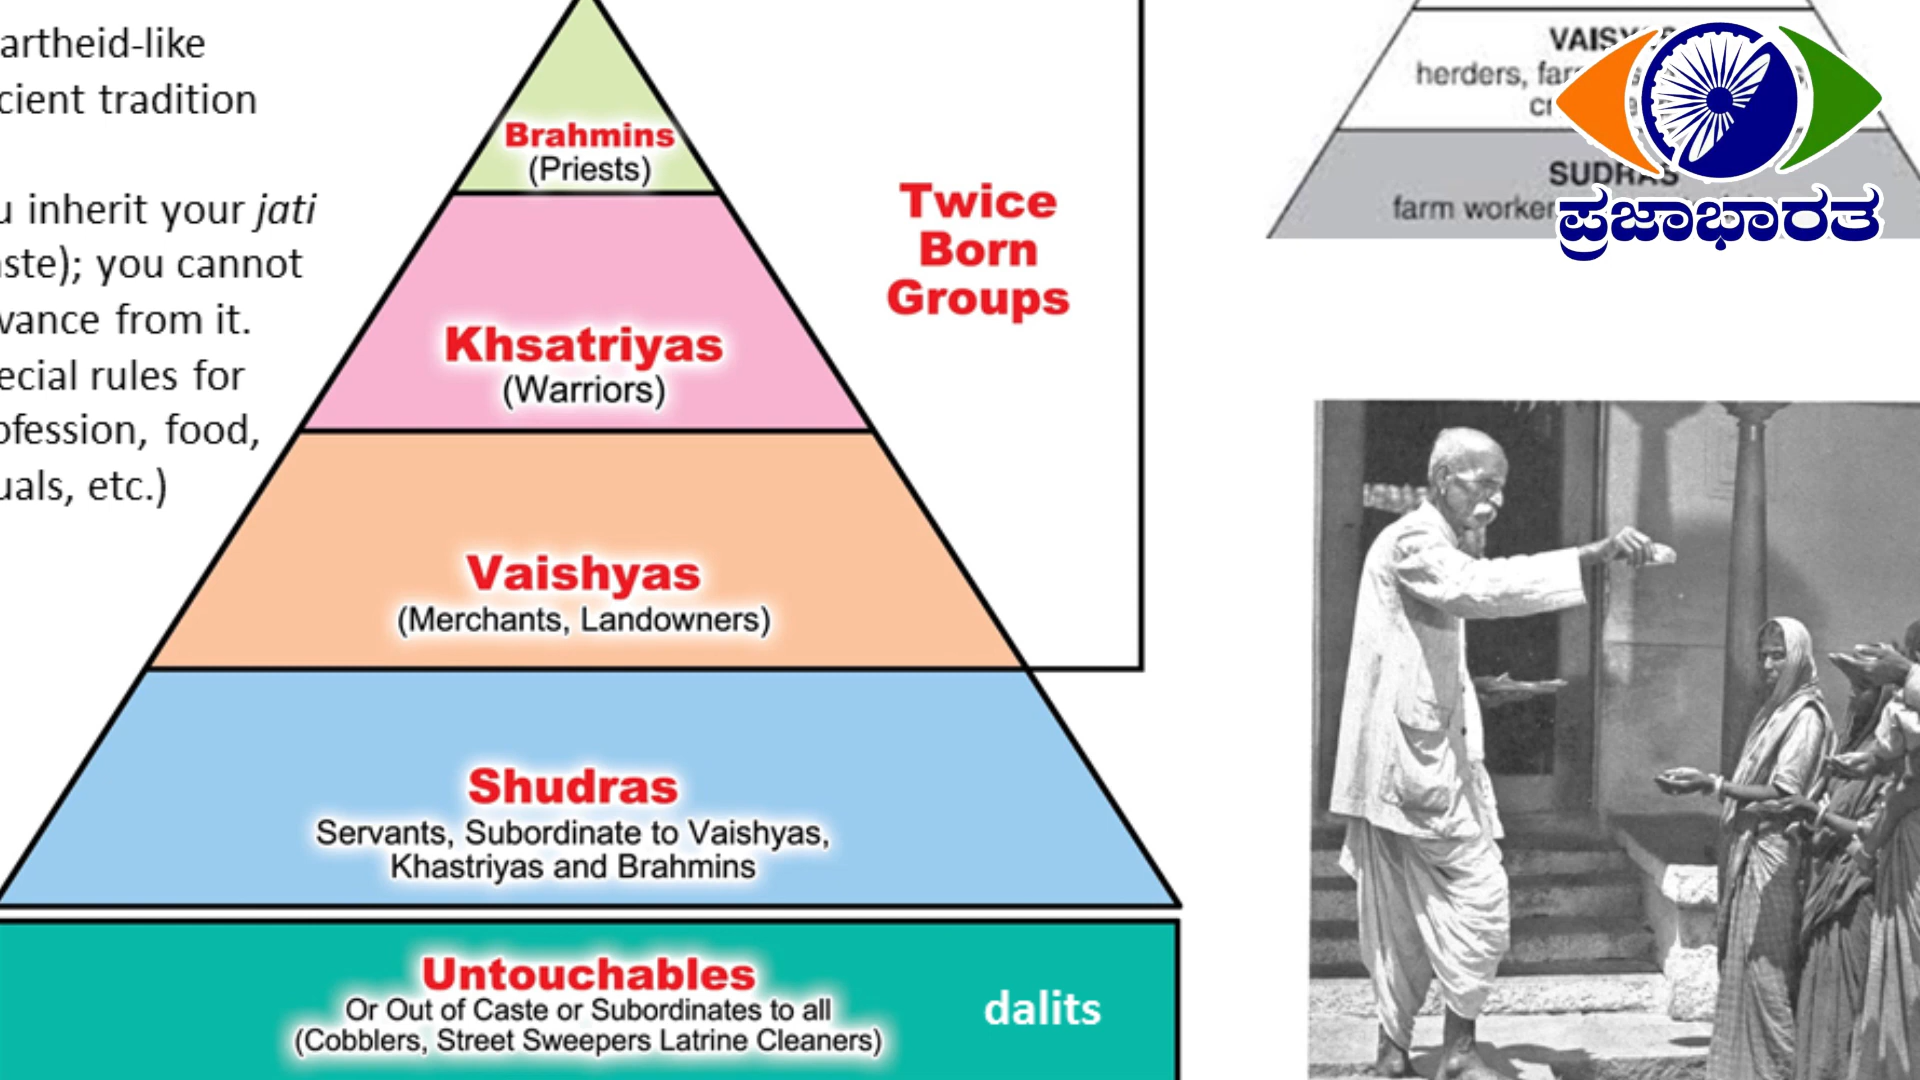 artheid-like
cient tradition
u inherit your jati
ste); you cannot
vance from it.
ecial rules for
ofession, food,
uals, etc.)
Brahmins
(Priests)
Khsatriyas
(Warriors)
Vaishyas
(Merchants, Landowners)
Shudras
Servants, Subordinate to Vaishyas,
Khastriyas and Brahmins
Untouchables
Or Out of Caste or Subordinates to all
(Cobblers, Street Sweepers Latrine Cleaners)
dalits
Twice
Born
Groups
herders,
SUDRAS
farm worker
ಪ್ರಜಾಭಾರತ